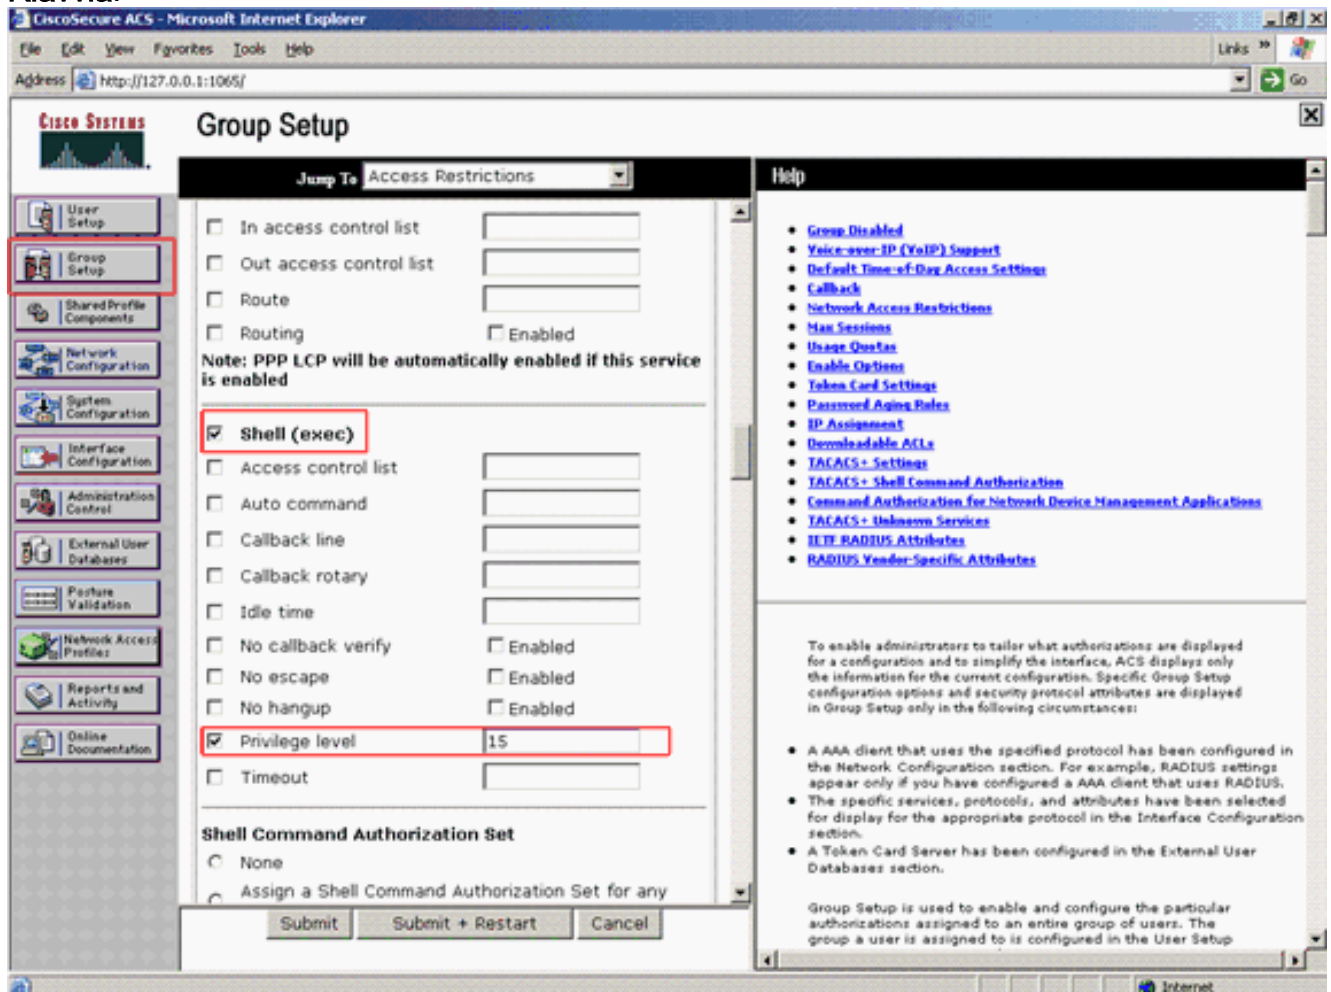 CiscoSecure ACS - Microsoft Internet Explorer
File Edit View Favorites Tools Help
Links »
Address http://127.0.0.1:1065/
Go
CISCO SYSTEMS
Group Setup
Jump To Access Restrictions
User Setup
Group Setup
Shared Profile Components
Network Configuration
System Configuration
Interface Configuration
Administration Control
External User Databases
Posture Validation
Network Access Profiles
Reports and Activity
Online Documentation
In access control list
Out access control list
Route
Routing Enabled
Note: PPP LCP will be automatically enabled if this service
is enabled
Shell (exec)
Access control list
Auto command
Callback line
Callback rotary
Idle time
No callback verify Enabled
No escape Enabled
No hangup Enabled
Privilege level 15
Timeout
Shell Command Authorization Set
None
Assign a Shell Command Authorization Set for any
Submit Submit + Restart Cancel
Help
Group Disabled
Voice-over-IP (VoIP) Support
Default Time-of-Day Access Settings
Callback
Network Access Restrictions
Max Sessions
Usage Quotas
Enable Options
Token Card Settings
Password Aging Rules
IP Assignment
Downloadable ACLs
TACACS+ Settings
TACACS+ Shell Command Authorization
Command Authorization for Network Device Management Applications
TACACS+ Unknown Services
IETF RADIUS Attributes
RADIUS Vendor-Specific Attributes
To enable administrators to tailor what authorizations are displayed
for a configuration and to simplify the interface, ACS displays only
the information for the current configuration. Specific Group Setup
configuration options and security protocol attributes are displayed
in Group Setup only in the following circumstances:
A AAA client that uses the specified protocol has been configured in
the Network Configuration section. For example, RADIUS settings
appear only if you have configured a AAA client that uses RADIUS.
The specific services, protocols, and attributes have been selected
for display for the appropriate protocol in the Interface Configuration
section.
A Token Card Server has been configured in the External User
Databases section.
Group Setup is used to enable and configure the particular
authorizations assigned to an entire group of users. The
group a user is assigned to is configured in the User Setup
Internet